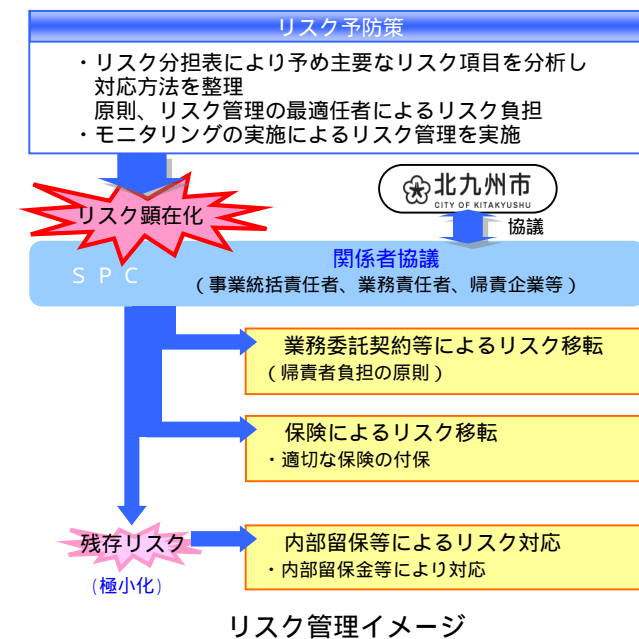 リスク予防策
・リスク分担表により予め主要なリスク項目を分析し
対応方法を整理
原則、リスク管理の最適任者によるリスク負担
・モニタリングの実施によるリスク管理を実施
リスク顕在化
北九州市
CITY OF KITAKYUSHU
協議
関係者協議
ＳＰＣ
（事業統括責任者、業務責任者、帰責企業等）
業務委託契約等によるリスク移転
（帰責者負担の原則）
保険によるリスク移転
・適切な保険の付保
残存リスク
（極小化）
内部留保等によるリスク対応
・内部留保金等により対応
リスク管理イメージ